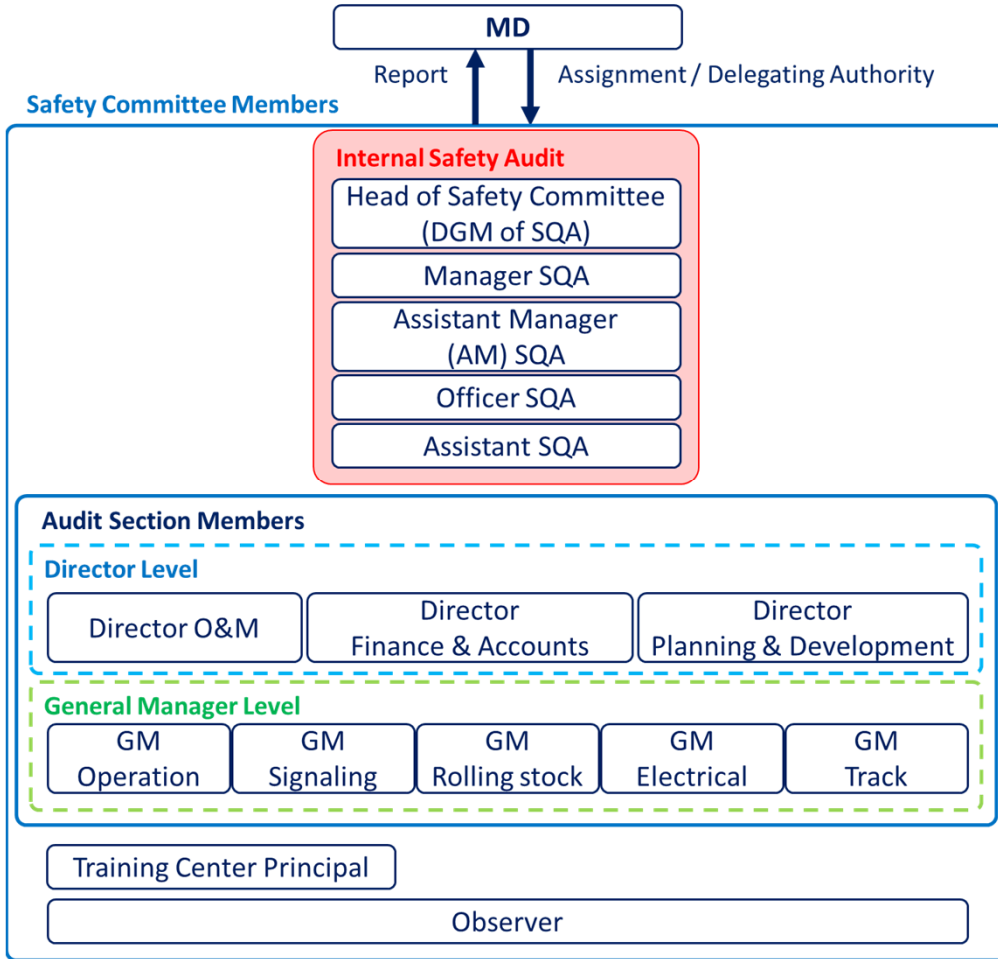 MD
Report
Assignment / Delegating Authority
Safety Committee Members
Internal Safety Audit
Head of Safety Committee
(DGM of SQA)
Manager SQA
Assistant Manager
(AM) SQA
Officer SQA
Assistant SQA
Audit Section Members
Director Level
Director O&M
Director
Finance & Accounts
Director
Planning & Development
General Manager Level
GM
Operation
GM
Signaling
GM
Rolling stock
GM
Electrical
GM
Track
Training Center Principal
Observer